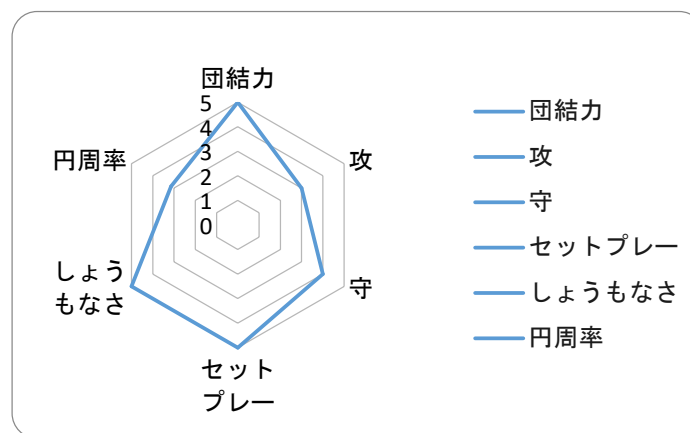 団結力
5
4
3
2
1
0
攻
守
セット
プレー
しょう
もなさ
円周率
団結力
攻
守
セットプレー
しょうもなさ
円周率